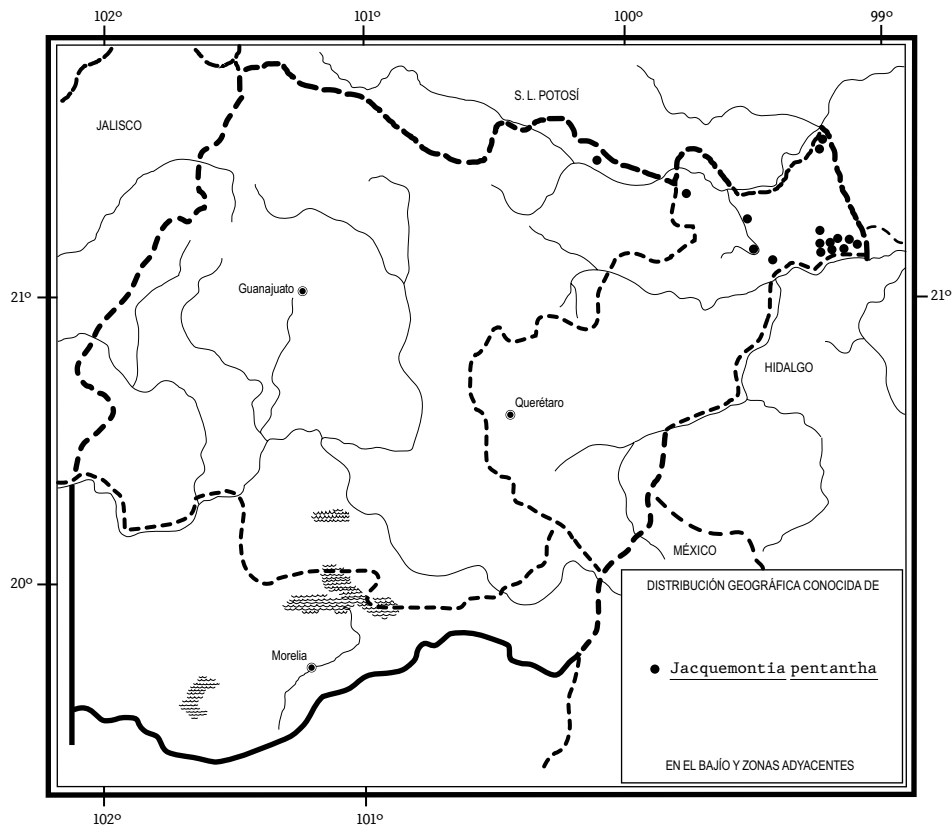 102º 101º 100º 99º
S. L. POTOSÍ
JALISCO
Guanajuato
21º 21º
HIDALGO
Querétaro
MÉXICO
20º
DISTRIBUCIÓN GEOGRÁFICA CONOCIDA DE
Jacquemontia pentantha
Morelia
EN EL BAJÍO Y ZONAS ADYACENTES
102º 101º